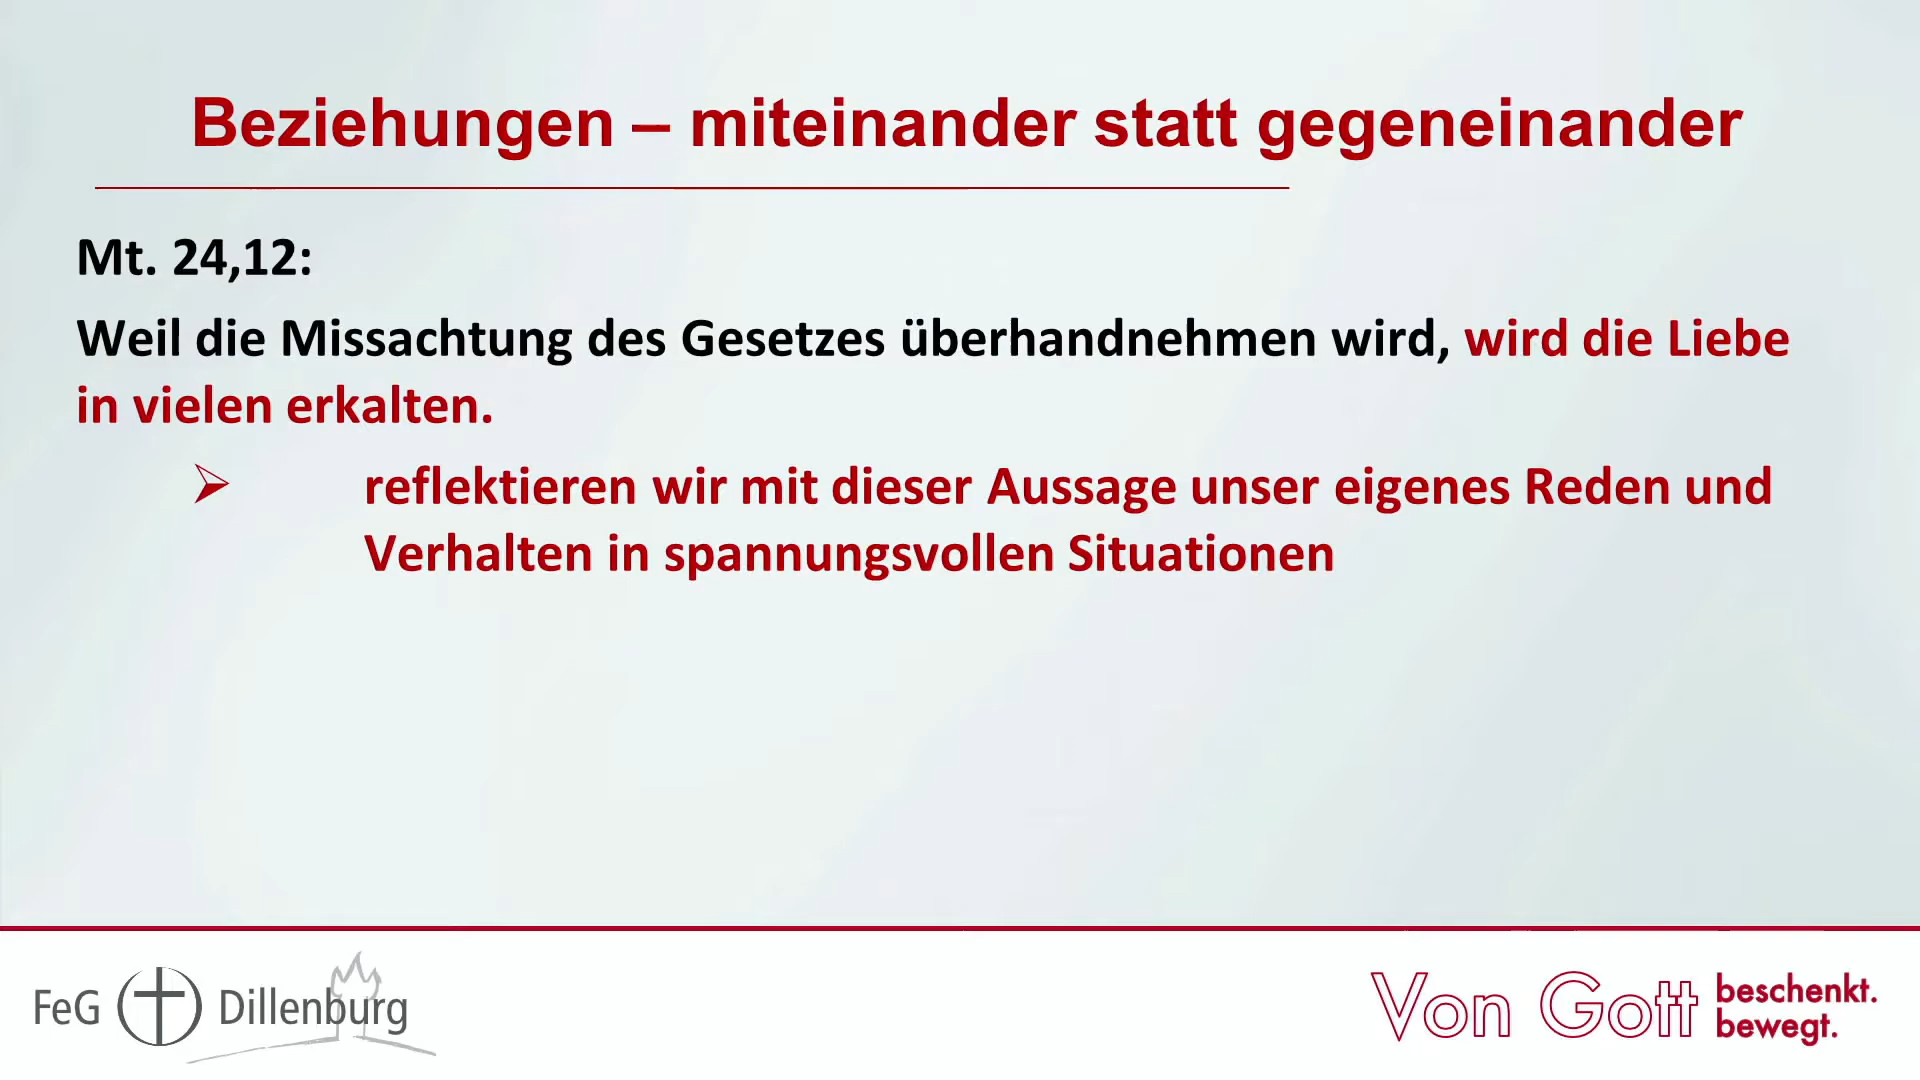 Beziehungen – miteinander statt gegeneinander
Mt. 24,12:
Weil die Missachtung des Gesetzes überhandnehmen wird, wird die Liebe
in vielen erkalten.
➢ reflektieren wir mit dieser Aussage unser eigenes Reden und
Verhalten in spannungsvollen Situationen
FeG Dillenburg
Von Gott beschenkt.
bewegt.